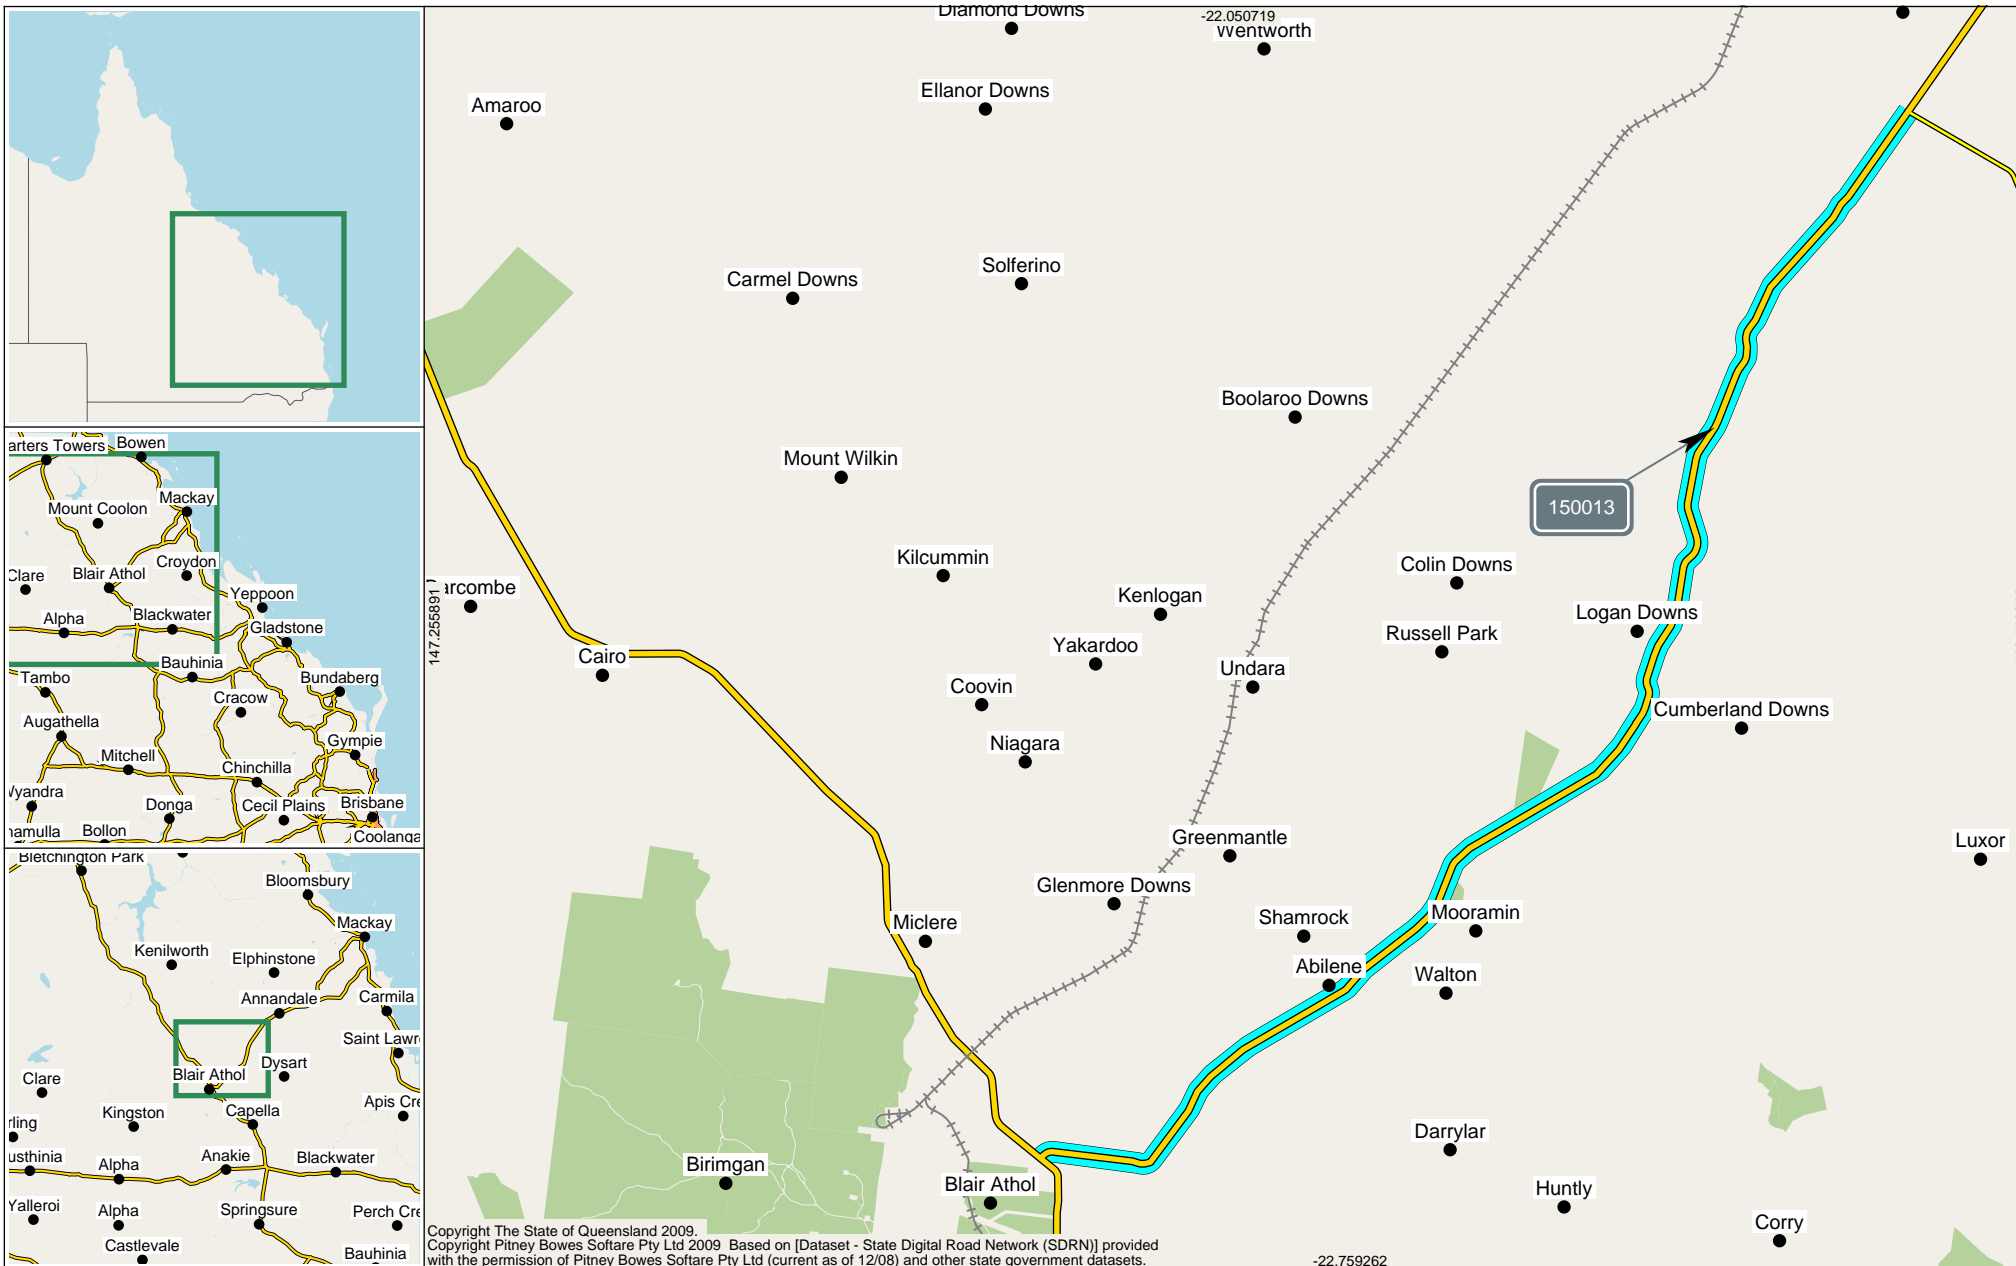 arters Towers
Bowen
Mount Coolon
Mackay
Clare
Blair Athol
Croydon
Yeppoon
Alpha
Blackwater
Gladstone
Bauhinia
Tambo
Bundaberg
Cracow
Augathella
Gympie
Mitchell
Chinchilla
Donga
Cecil Plains
Brisbane
Bollon
Coolanga
Bletchington Park
Bloomsbury
Mackay
Kenilworth
Elphinstone
Annandale
Carmila
Saint Lawr
Dysart
Clare
Blair Athol
Kingston
Capella
Apis Cre
rling
usthinia
Alpha
Anakie
Blackwater
Yalleroi
Alpha
Springsure
Perch Cre
Castlevale
Bauhinia
Diamond Downs
-22.050719
Wentworth
Ellanor Downs
Amaroo
Solferino
Carmel Downs
Boolaroo Downs
Mount Wilkin
150013
Kilcummin
Colin Downs
arcombe
Kenlogan
Logan Downs
147.255891
Yakardoo
Russell Park
Cairo
Undara
Coovin
Cumberland Downs
Niagara
Greenmantle
Luxor
Glenmore Downs
Miclere
Shamrock
Mooramin
Abilene
Walton
Darrylar
Birimgan
Blair Athol
Huntly
Corry
Copyright The State of Queensland 2009.
Copyright Pitney Bowes Softare Pty Ltd 2009 Based on [Dataset - State Digital Road Network (SDRN)] provided
with the permission of Pitney Bowes Softare Pty Ltd (current as of 12/08) and other state government datasets.
-22.759262